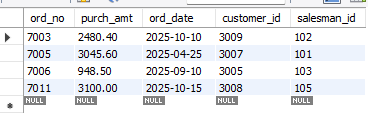 ord_no purch_amt ord_date customer_id salesman_id
7003 2480.40 2025-10-10 3009 102
7005 3045.60 2025-04-25 3007 101
7006 948.50 2025-09-10 3005 103
7011 3100.00 2025-10-15 3008 105
NULL NULL NULL NULL NULL